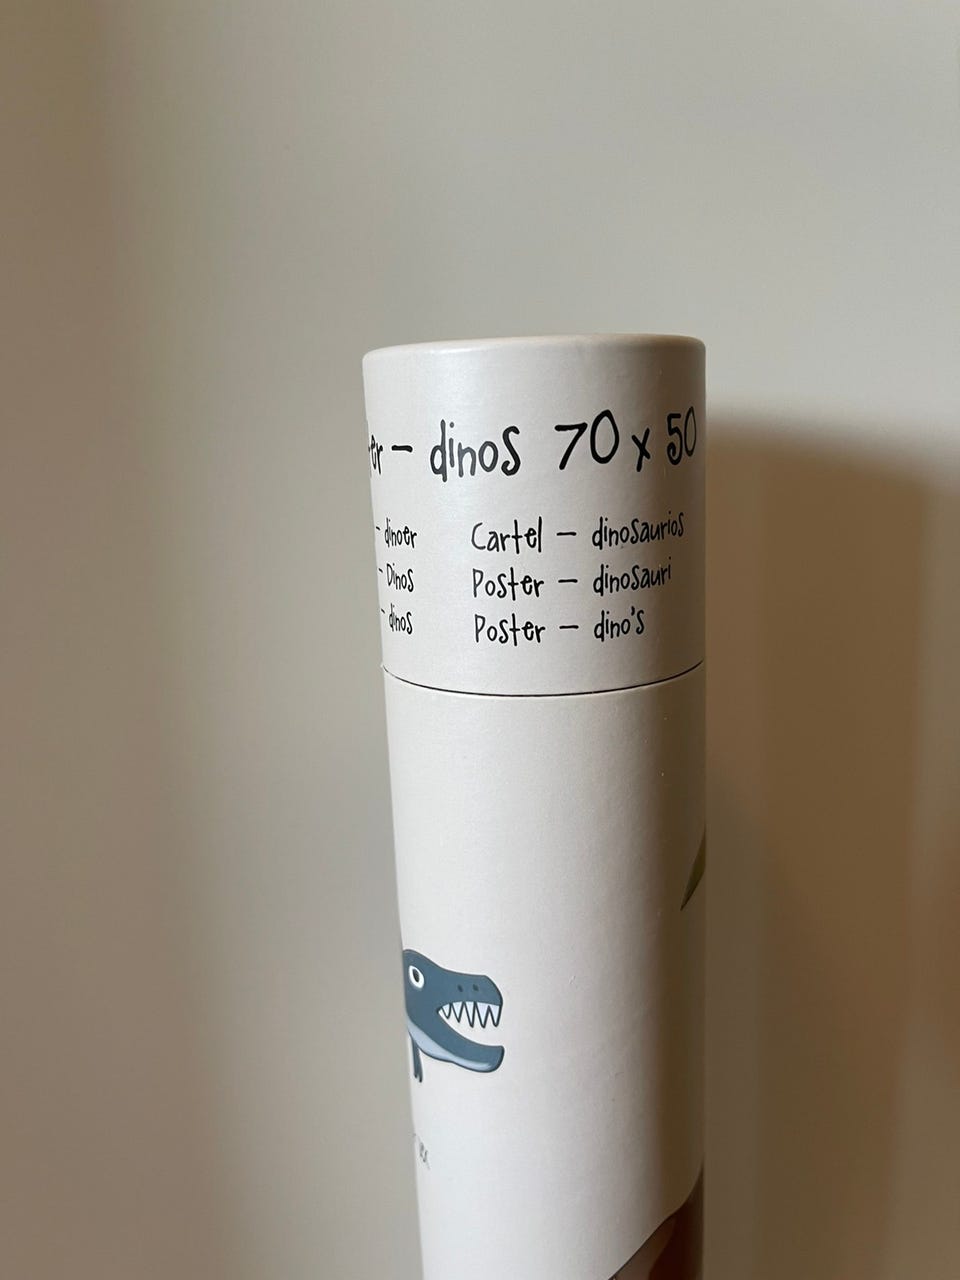 er - dinos 70 x 50
- dinoer
- Dinos
- dinos
Cartel - dinosaurios
Poster - dinosauri
Poster - dino's